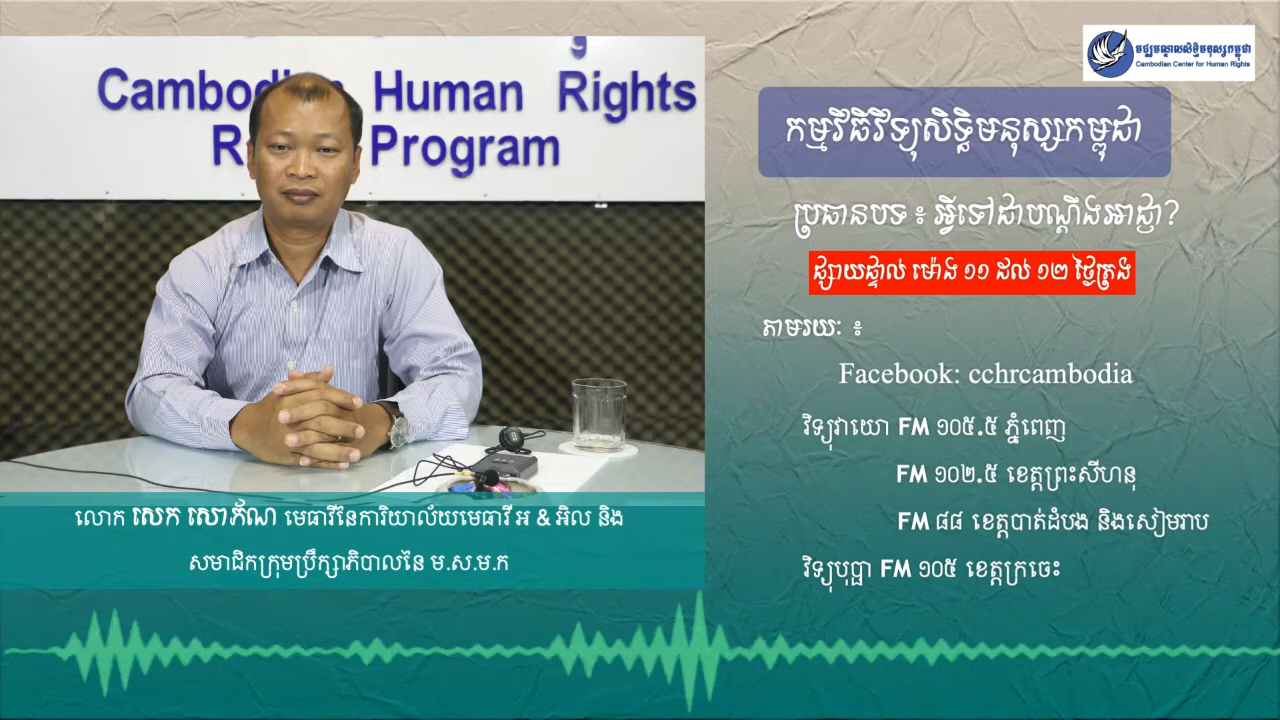 Cambodian Human Rights
Program
លោក សេក សោភ័ណ មេធាវីនៃការិយាល័យមេធាវី អ & អិល និង
សមាជិកក្រុមប្រឹក្សាភិបាលនៃ ម.ស.ម.ក
មជ្ឈមណ្ឌលសិទ្ធិមនុស្សកម្ពុជា
Cambodian Center for Human Rights
កម្មវិធីវិទ្យុសិទ្ធិមនុស្សកម្ពុជា
ប្រធានបទ ៖ អ្វីទៅជាបណ្តឹងអាជ្ញា?
ផ្សាយផ្ទាល់ ម៉ោង ១១ ដល់ ១២ ថ្ងៃត្រង់
តាមរយៈ ៖
Facebook: cchrcambodia
វិទ្យុវាយោ FM ១០៥.៥ ភ្នំពេញ
FM ១០២.៥ ខេត្តព្រះសីហនុ
FM ៨៨ ខេត្តបាត់ដំបង និងសៀមរាប
វិទ្យុបុប្ផា FM ១០៥ ខេត្តក្រចេះ